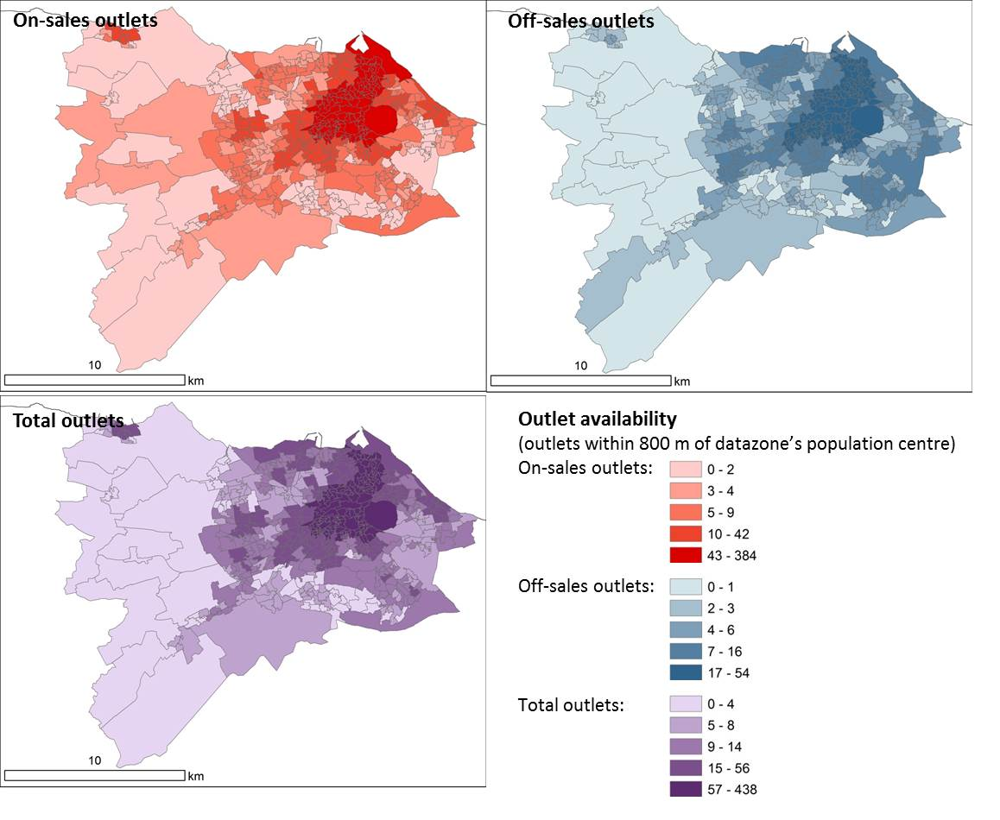 On-sales outlets
10
km
Off-sales outlets
10
km
Total outlets
10
km
Outlet availability
(outlets within 800 m of datazone’s population centre)
On-sales outlets:
0 - 2
3 - 4
5 - 9
10 - 42
43 - 384
Off-sales outlets:
0 - 1
2 - 3
4 - 6
7 - 16
17 - 54
Total outlets:
0 - 4
5 - 8
9 - 14
15 - 56
57 - 438